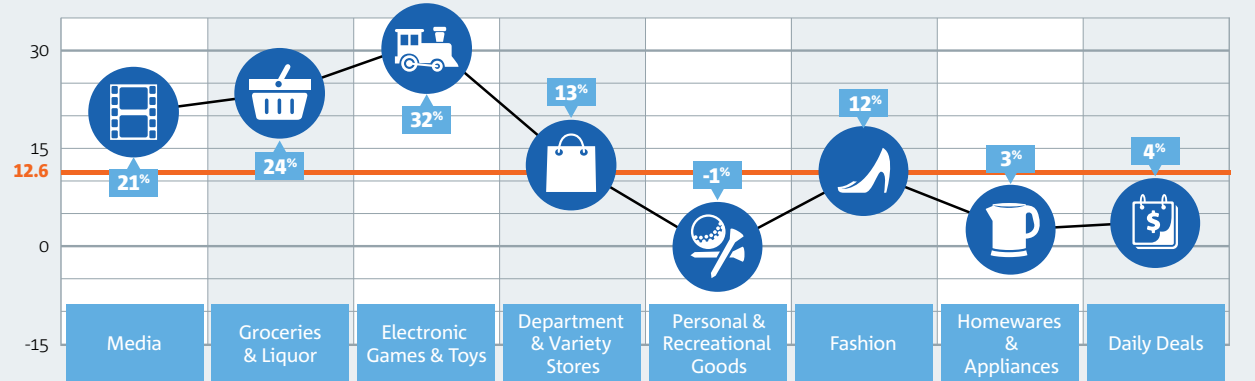 30
15
12.6
0
-15
21%
24%
32%
13%
-1%
12%
3%
4%
$
Media
Groceries
& Liquor
Electronic
Games & Toys
Department
& Variety
Stores
Personal &
Recreational
Goods
Fashion
Homewares
&
Appliances
Daily Deals